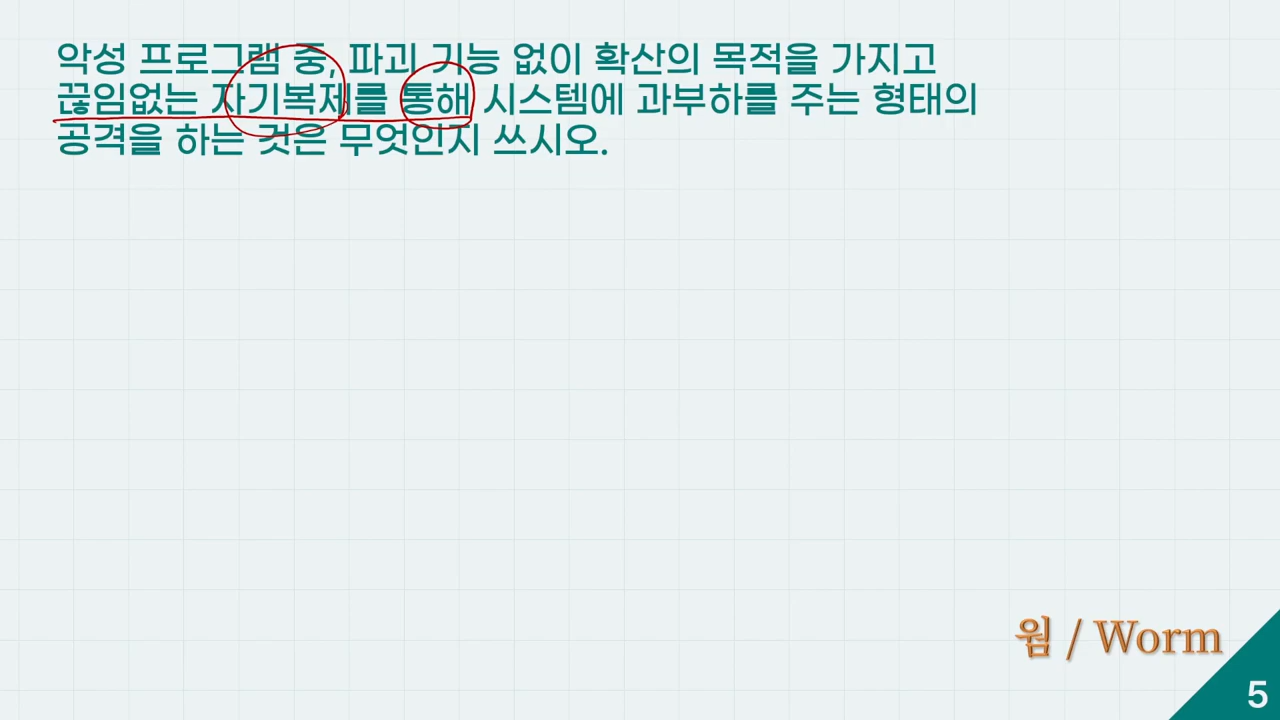 악성 프로그램 중, 파괴 기능 없이 확산의 목적을 가지고
끊임없는 자기복제를 통해 시스템에 과부하를 주는 형태의
공격을 하는 것은 무엇인지 쓰시오.
웜 / Worm
5